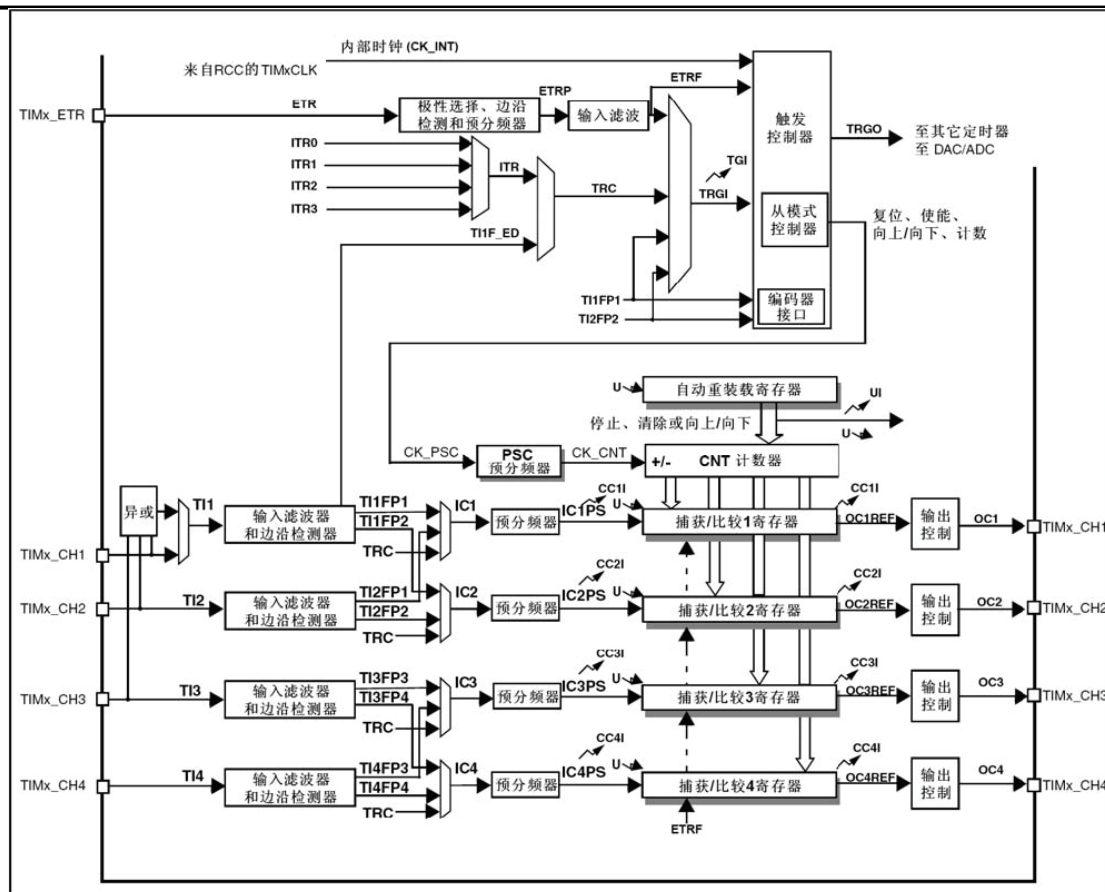 内部时钟 (CK_INT)
来自RCC的TIMxCLK
TIMx_ETR
ETR
极性选择、边沿
检测和预分频器
ETRP
输入滤波
ETRF
触发
控制器
TRGO
至其它定时器
至 DAC/ADC
ITR0
ITR1
ITR2
ITR3
ITR
TRC
TI1F_ED
TGI
TRGI
从模式
控制器
复位、使能、
向上/向下、计数
TI1FP1
TI2FP2
编码器
接口
U
自动重装载寄存器
UI
停止、清除或向上/向下
U
CK_PSC
PSC
预分频器
CK_CNT
+/-
CNT 计数器
异或
TI1
输入滤波器
和边沿检测器
TI1FP1
TI1FP2
TRC
IC1
预分频器
CC1I
IC1PS
U
捕获/比较1寄存器
CC1I
OC1REF
输出
控制
OC1
TIMx_CH1
TIMx_CH1
TIMx_CH2
TI2
输入滤波器
和边沿检测器
TI2FP1
TI2FP2
TRC
IC2
预分频器
CC2I
IC2PS
U
捕获/比较2寄存器
CC2I
OC2REF
输出
控制
OC2
TIMx_CH2
TIMx_CH3
TI3
输入滤波器
和边沿检测器
TI3FP3
TI3FP4
TRC
IC3
预分频器
CC3I
IC3PS
U
捕获/比较3寄存器
CC3I
OC3REF
输出
控制
OC3
TIMx_CH3
TIMx_CH4
TI4
输入滤波器
和边沿检测器
TI4FP3
TI4FP4
TRC
IC4
预分频器
CC4I
IC4PS
U
捕获/比较4寄存器
CC4I
OC4REF
输出
控制
OC4
TIMx_CH4
ETRF